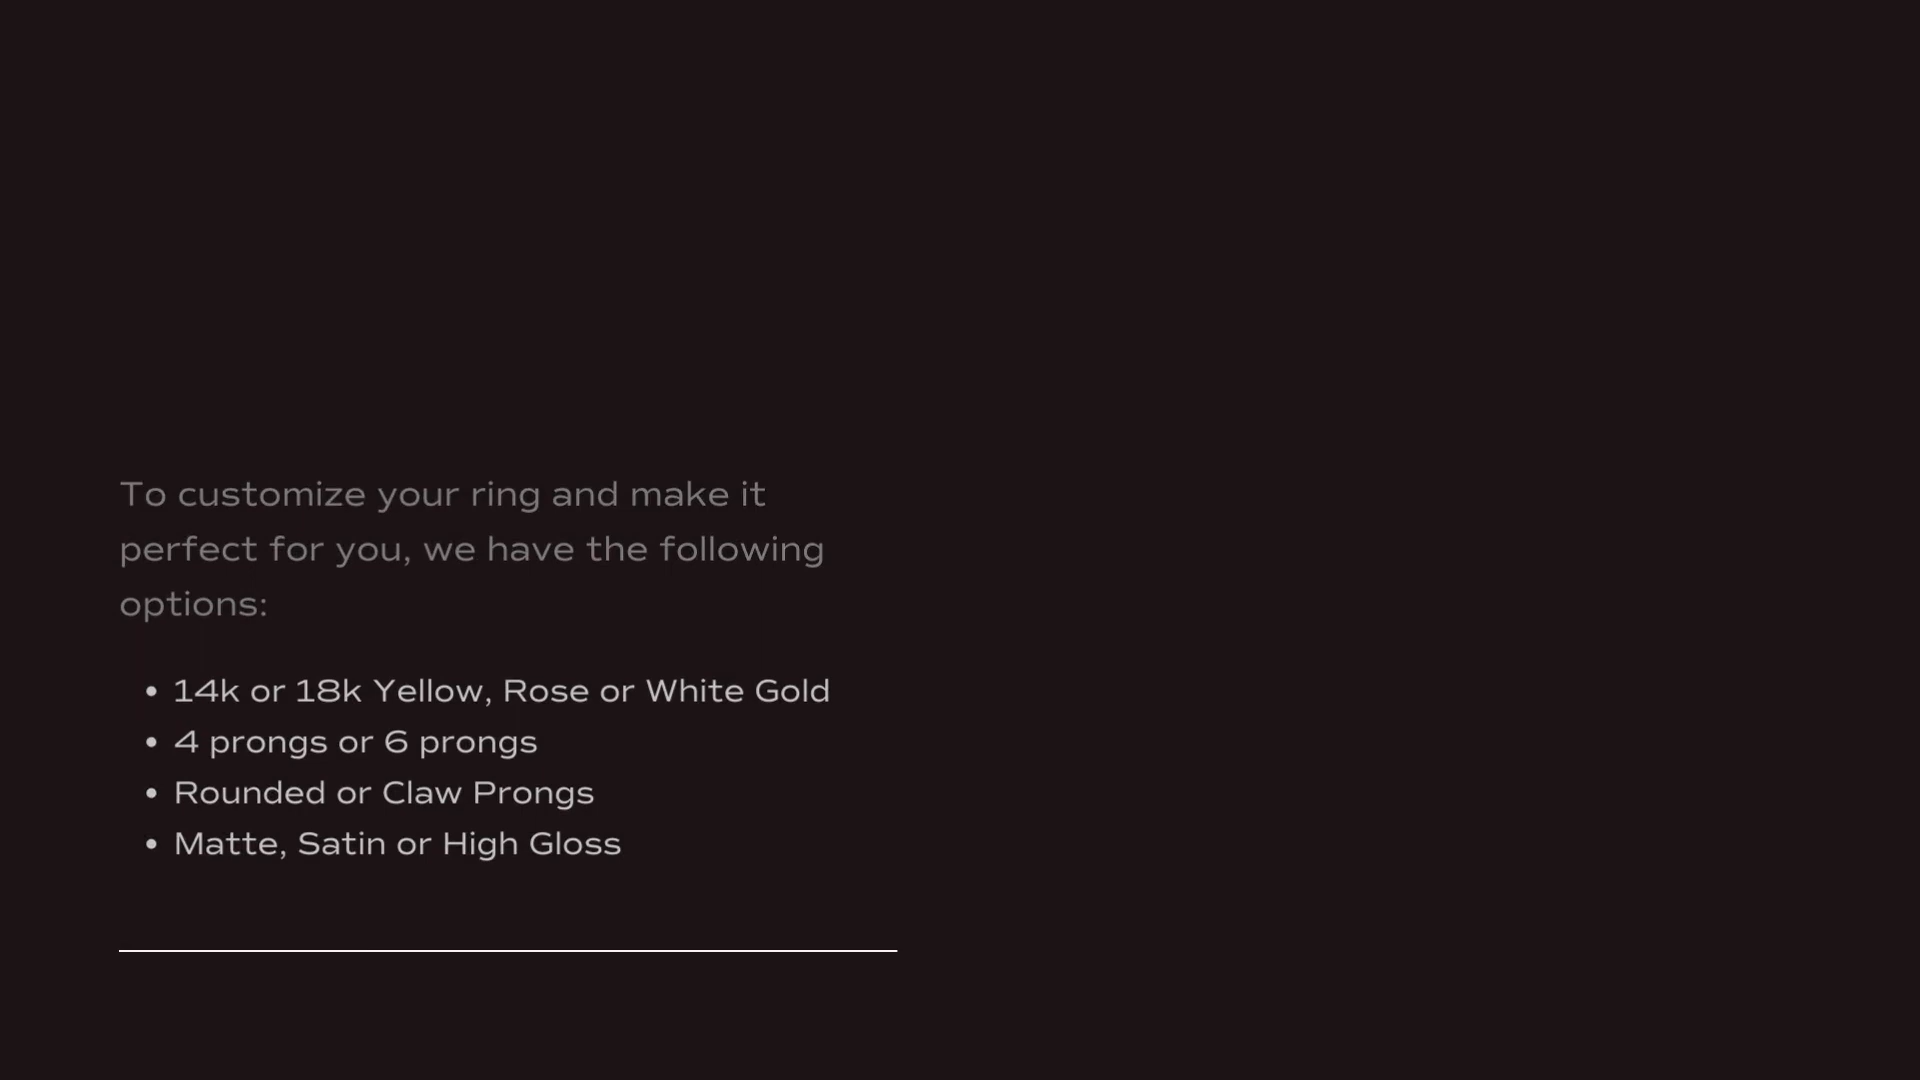 To customize your ring and make it
perfect for you, we have the following
options:
• 14k or 18k Yellow, Rose or White Gold
• 4 prongs or 6 prongs
• Rounded or Claw Prongs
• Matte, Satin or High Gloss